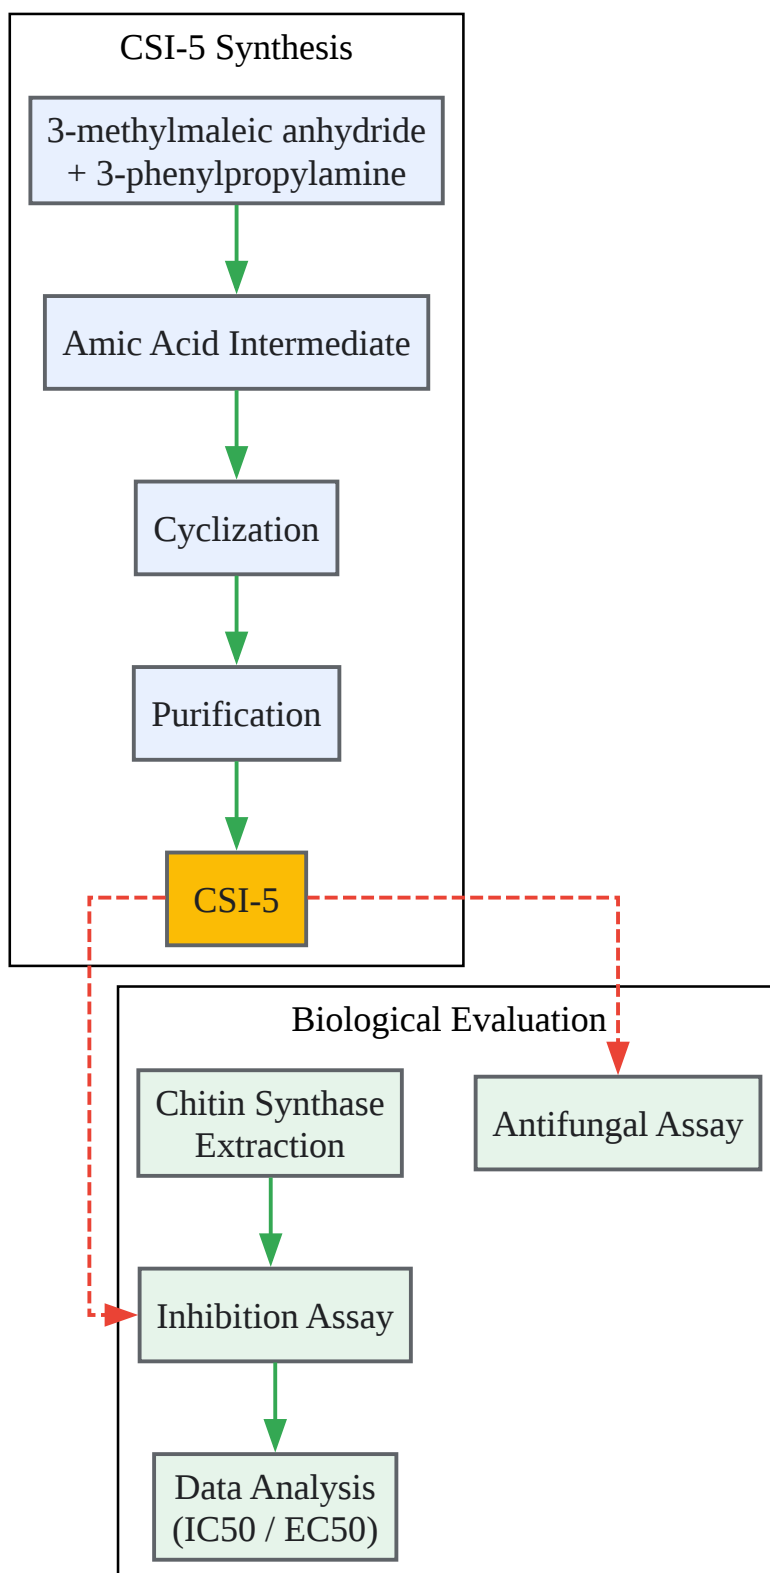 CSI-5 Synthesis
3-methylmaleic anhydride
+ 3-phenylpropylamine
Amic Acid Intermediate
Cyclization
Purification
CSI-5
Biological Evaluation
Chitin Synthase
Extraction
Antifungal Assay
Inhibition Assay
Data Analysis
(IC50 / EC50)